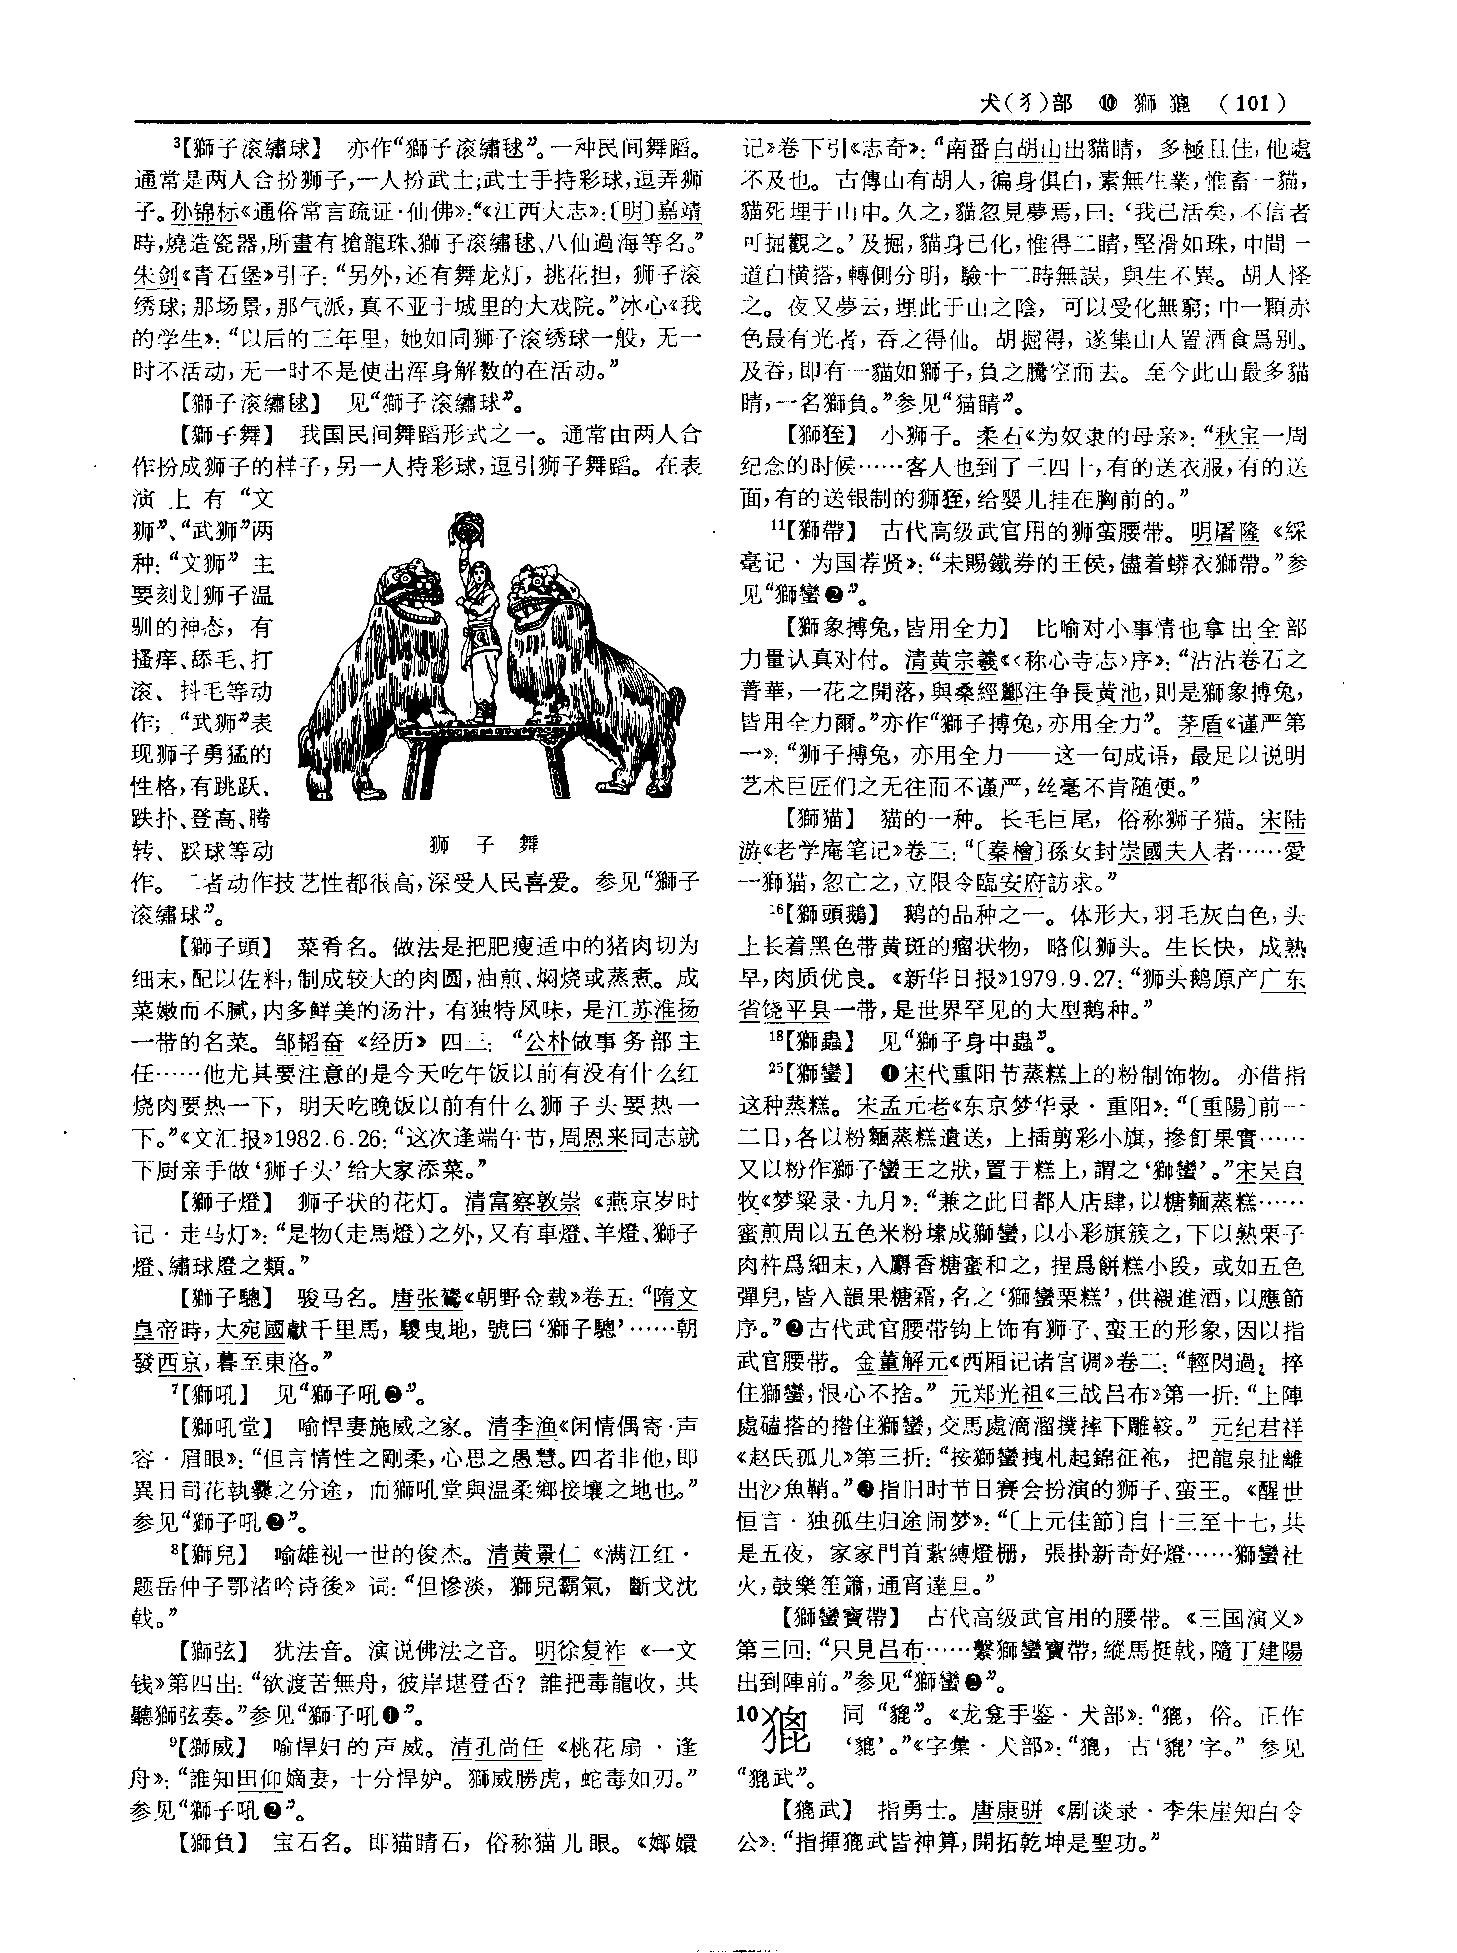 犬(犭)部 ❿ 獅 㹶 (101)
³【獅子滚繡球】 亦作“獅子滚繡毬”。一种民间舞蹈。
通常是两人合扮狮子,一人扮武士;武士手持彩球,逗弄狮
子。孙锦标《通俗常言疏证·仙佛》:“《江西大志》:〔明〕嘉靖
時,燒造瓷器,所畫有搶龍珠、獅子滚繡毬、八仙過海等名。”
朱剑《青石堡》引子:“另外,还有舞龙灯,挑花担,狮子滚
绣球;那场景,那气派,真不亚于城里的大戏院。”冰心《我
的学生》:“以后的三年里,她如同狮子滚绣球一般,无一
时不活动,无一时不是使出浑身解数的在活动。”
【獅子滚繡毬】 见“獅子滚繡球”。
【獅子舞】 我国民间舞蹈形式之一。通常由两人合
作扮成狮子的样子,另一人持彩球,逗引狮子舞蹈。在表
演上有“文
狮”、“武狮”两
种:“文狮”主
要刻划狮子温
驯的神态,有
搔痒、舔毛、打
滚、抖毛等动
作;“武狮”表
现狮子勇猛的
性格,有跳跃、
跌扑、登高、腾
转、踩球等动
狮 子 舞
作。二者动作技艺性都很高,深受人民喜爱。参见“獅子
滚繡球”。
【獅子頭】 菜肴名。做法是把肥瘦适中的猪肉切为
细末,配以佐料,制成较大的肉圆,油煎、焖烧或蒸煮。成
菜嫩而不腻,内多鲜美的汤汁,有独特风味,是江苏淮扬
一带的名菜。邹韬奋《经历》四三:“公朴做事务部主
任……他尤其要注意的是今天吃午饭以前有没有什么红
烧肉要热一下,明天吃晚饭以前有什么狮子头要热一
下。”《文汇报》1982.6.26:“这次逢端午节,周恩来同志就
下厨亲手做‘狮子头’给大家添菜。”
【獅子燈】 狮子状的花灯。清富察敦崇《燕京岁时
记·走马灯》:“是物(走馬燈)之外,又有車燈、羊燈、獅子
燈、繡球燈之類。”
【獅子驄】 骏马名。唐张鷟《朝野佥载》卷五:“隋文
皇帝時,大宛國獻千里馬,騣曳地,號曰‘獅子驄’……朝
發西京,暮至東洛。”
⁷【獅吼】 见“獅子吼❷”。
【獅吼堂】 喻悍妻施威之家。清李渔《闲情偶寄·声
容·眉眼》:“但言情性之剛柔,心思之愚慧。四者非他,即
異日司花執爨之分途,而獅吼堂與温柔鄉接壤之地也。”
参见“獅子吼❷”。
⁸【獅兒】 喻雄视一世的俊杰。清黄景仁《满江红·
题岳仲子鄂渚吟诗後》词:“但慘淡,獅兒霸氣,斷戈沈
戟。”
【獅弦】 犹法音。演说佛法之音。明徐复祚《一文
钱》第四出:“欲渡苦無舟,彼岸堪登否?誰把毒龍收,共
聽獅弦奏。”参见“獅子吼❶”。
⁹【獅威】 喻悍妇的声威。清孔尚任《桃花扇·逢
舟》:“誰知田仰嫡妻,十分悍妒。獅威勝虎,蛇毒如刃。”
参见“獅子吼❷”。
【獅負】 宝石名。即猫睛石,俗称猫儿眼。《嫏嬛
记》卷下引《志奇》:“南番白胡山出貓睛,多極且佳,他處
不及也。古傳山有胡人,徧身俱白,素無生業,惟畜一貓,
貓死埋于山中。久之,貓忽見夢焉,曰:‘我已活矣,不信者
可掘觀之。’及掘,貓身已化,惟得二睛,堅滑如珠,中間一
道白横搭,轉側分明,驗十二時無誤,與生不異。胡人怪
之。夜又夢云,埋此于山之陰,可以受化無窮;中一顆赤
色最有光者,吞之得仙。胡掘得,遂集山人置酒食爲别。
及吞,即有一貓如獅子,負之騰空而去。至今此山最多貓
睛,一名獅負。”参见“猫睛”。
【獅狌】 小狮子。柔石《为奴隶的母亲》:“秋宝一周
纪念的时候……客人也到了三四十,有的送衣服,有的送
面,有的送银制的狮狌,给婴儿挂在胸前的。”
¹¹【獅帶】 古代高级武官用的狮蛮腰带。明屠隆《綵
毫记·为国荐贤》:“未賜鐵券的王侯,儘着蟒衣獅帶。”参
见“獅蠻❷”。
【獅象搏兔,皆用全力】 比喻对小事情也拿出全部
力量认真对付。清黄宗羲《〈称心寺志〉序》:“沾沾卷石之
菁華,一花之開落,與桑經酈注争長黄池,則是獅象搏兔,
皆用全力爾。”亦作“獅子搏兔,亦用全力”。茅盾《谨严第
一》:“狮子搏兔,亦用全力——这一句成语,最足以说明
艺术巨匠们之无往而不谨严,丝毫不肯随便。”
【獅猫】 猫的一种。长毛巨尾,俗称狮子猫。宋陆
游《老学庵笔记》卷三:“〔秦檜〕孫女封崇國夫人者……愛
一獅猫,忽亡之,立限令臨安府訪求。”
¹⁶【獅頭鵝】 鹅的品种之一。体形大,羽毛灰白色,头
上长着黑色带黄斑的瘤状物,略似狮头。生长快,成熟
早,肉质优良。《新华日报》1979.9.27:“狮头鹅原产广东
省饶平县一带,是世界罕见的大型鹅种。”
¹⁸【獅蟲】 见“獅子身中蟲”。
²⁵【獅蠻】 ❶宋代重阳节蒸糕上的粉制饰物。亦借指
这种蒸糕。宋孟元老《东京梦华录·重阳》:“〔重陽〕前一
二日,各以粉麵蒸糕遺送,上插剪彩小旗,摻飣果實……
又以粉作獅子蠻王之狀,置于糕上,謂之‘獅蠻’。”宋吴自
牧《梦粱录·九月》:“兼之此日都人店肆,以糖麵蒸糕……
蜜煎周以五色米粉塐成獅蠻,以小彩旗簇之,下以熟栗子
肉杵爲細末,入麝香糖蜜和之,捏爲餅糕小段,或如五色
彈兒,皆入韻果糖霜,名之‘獅蠻栗糕’,供襯進酒,以應節
序。”❷古代武官腰带钩上饰有狮子、蛮王的形象,因以指
武官腰带。金董解元《西厢记诸宫调》卷二:“輕閃過,捽
住獅蠻,恨心不捨。”元郑光祖《三战吕布》第一折:“上陣
處磕搭的揝住獅蠻,交馬處滴溜撲摔下雕鞍。”元纪君祥
《赵氏孤儿》第三折:“按獅蠻拽札起錦征袍,把龍泉扯離
出沙魚鞘。”❸指旧时节日赛会扮演的狮子、蛮王。《醒世
恒言·独孤生归途闹梦》:“〔上元佳節〕自十三至十七,共
是五夜,家家門首紮縛燈棚,張掛新奇好燈……獅蠻社
火,鼓樂笙簫,通宵達旦。”
【獅蠻寶帶】 古代高级武官用的腰带。《三国演义》
第三回:“只見吕布……繫獅蠻寶帶,縱馬挺戟,隨丁建陽
出到陣前。”参见“獅蠻❷”。
10 㹶 同“貔”。《龙龛手鉴·犬部》:“㹶,俗。正作
‘貔’。”《字彙·犬部》:“㹶,古‘貔’字。”参见
“㹶武”。
【㹶武】 指勇士。唐康骈《剧谈录·李朱崖知白令
公》:“指揮㹶武皆神算,開拓乾坤是聖功。”